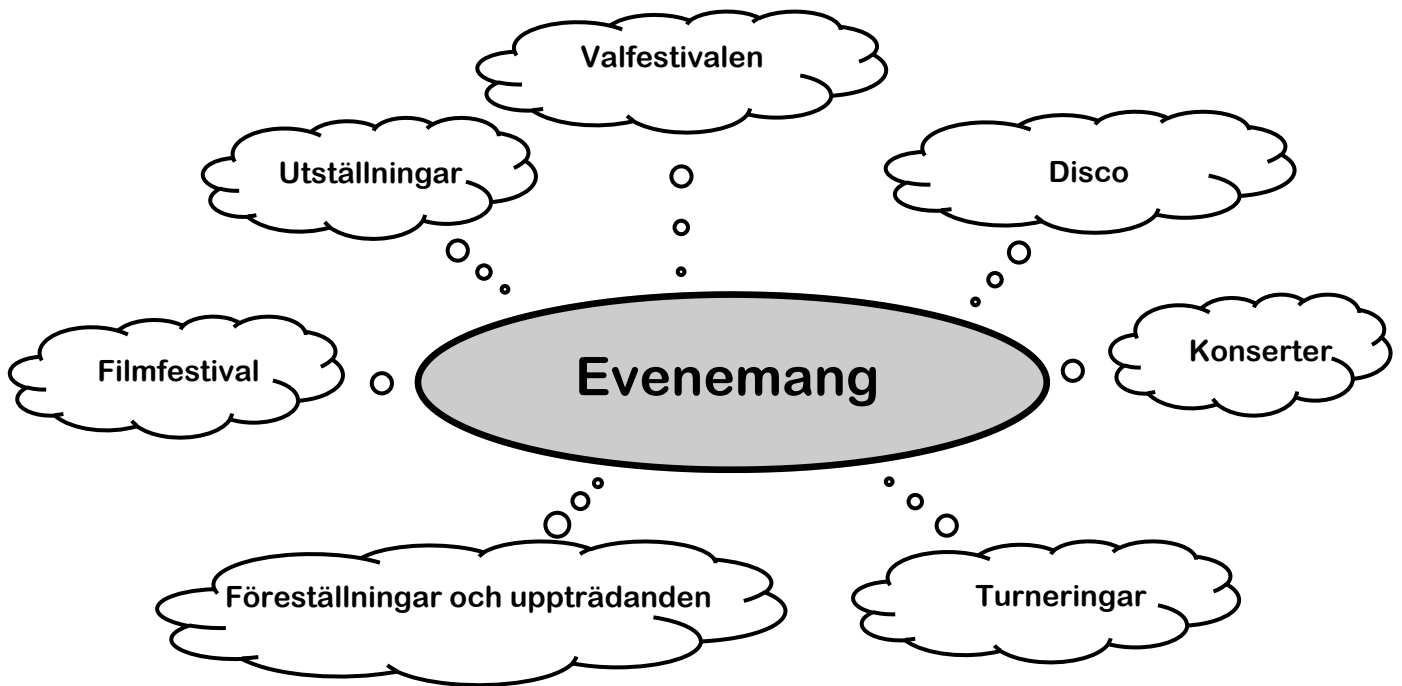 Valfestivalen
Utställningar
Disco
Konserter
Filmfestival
Evenemang
Föreställningar och uppträdanden
Turneringar